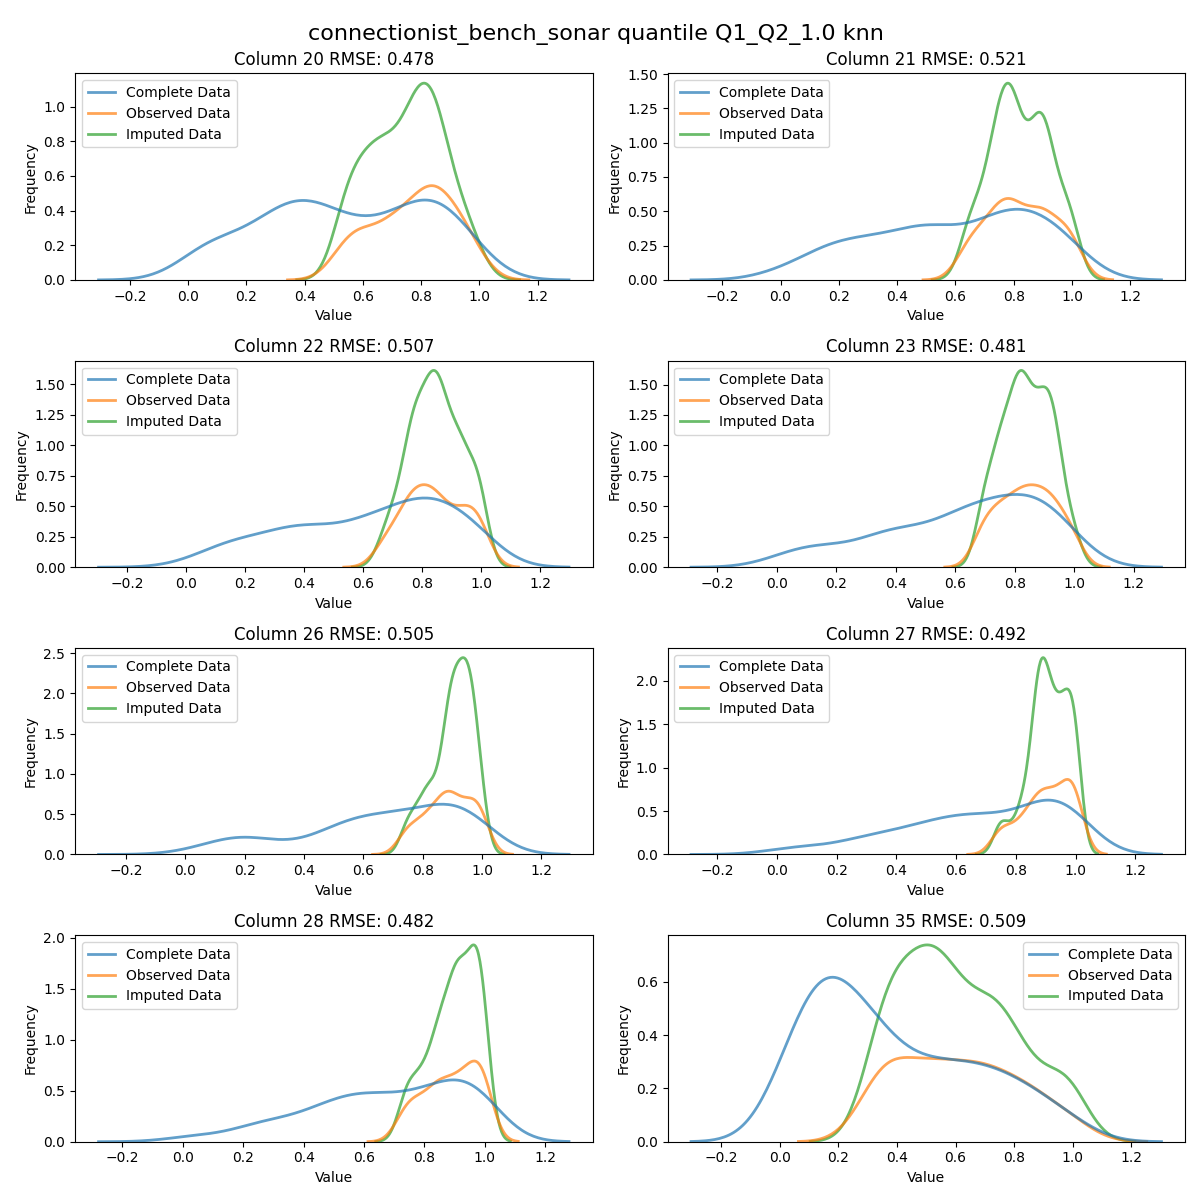 connectionist_bench_sonar quantile Q1_Q2_1.0 knn
Column 20 RMSE: 0.478
Complete Data
Observed Data
Imputed Data
Frequency
0.0
0.2
0.4
0.6
0.8
1.0
−0.2 0.0 0.2 0.4 0.6 0.8 1.0 1.2
Value
Column 21 RMSE: 0.521
Complete Data
Observed Data
Imputed Data
Frequency
0.00
0.25
0.50
0.75
1.00
1.25
1.50
−0.2 0.0 0.2 0.4 0.6 0.8 1.0 1.2
Value
Column 22 RMSE: 0.507
Complete Data
Observed Data
Imputed Data
Frequency
0.00
0.25
0.50
0.75
1.00
1.25
1.50
−0.2 0.0 0.2 0.4 0.6 0.8 1.0 1.2
Value
Column 23 RMSE: 0.481
Complete Data
Observed Data
Imputed Data
Frequency
0.00
0.25
0.50
0.75
1.00
1.25
1.50
−0.2 0.0 0.2 0.4 0.6 0.8 1.0 1.2
Value
Column 26 RMSE: 0.505
Complete Data
Observed Data
Imputed Data
Frequency
0.0
0.5
1.0
1.5
2.0
2.5
−0.2 0.0 0.2 0.4 0.6 0.8 1.0 1.2
Value
Column 27 RMSE: 0.492
Complete Data
Observed Data
Imputed Data
Frequency
0.0
0.5
1.0
1.5
2.0
−0.2 0.0 0.2 0.4 0.6 0.8 1.0 1.2
Value
Column 28 RMSE: 0.482
Complete Data
Observed Data
Imputed Data
Frequency
0.0
0.5
1.0
1.5
2.0
−0.2 0.0 0.2 0.4 0.6 0.8 1.0 1.2
Value
Column 35 RMSE: 0.509
Complete Data
Observed Data
Imputed Data
Frequency
0.0
0.2
0.4
0.6
−0.2 0.0 0.2 0.4 0.6 0.8 1.0 1.2
Value